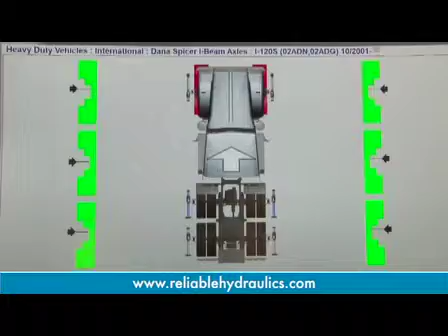 Heavy Duty Vehicles : International : Dana Spicer I-Beam Axles : I-120S (02ADN,02ADG) 10/2001-
www.reliablehydraulics.com